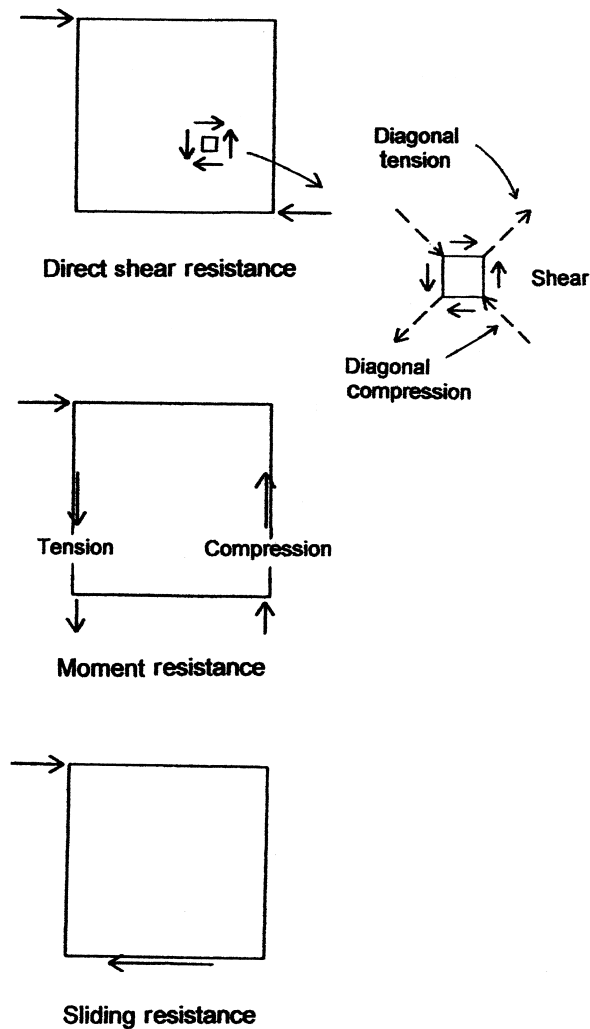 Diagonal
tension
Direct shear resistance
Shear
Diagonal
compression
Tension
Compression
Moment resistance
Sliding resistance